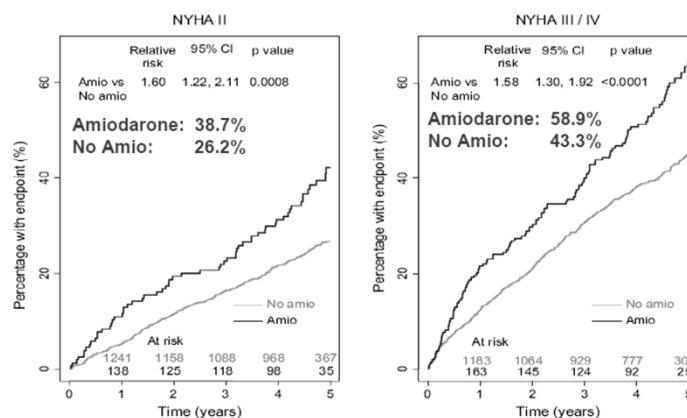 NYHA II
Percentage with endpoint (%)
60
40
20
0
Relative risk 95% CI p value
Amio vs No amio 1.60 1.22, 2.11 0.0008
Amiodarone: 38.7%
No Amio: 26.2%
No amio
Amio
At risk
1241 1158 1088 968 367
138 125 118 98 35
0 1 2 3 4 5
Time (years)
NYHA III / IV
Percentage with endpoint (%)
60
40
20
0
Relative risk 95% CI p value
Amio vs No amio 1.58 1.30, 1.92 <0.0001
Amiodarone: 58.9%
No Amio: 43.3%
No amio
Amio
At risk
1183 1064 929 777
163 145 124 92
0 1 2 3 4
Time (years)